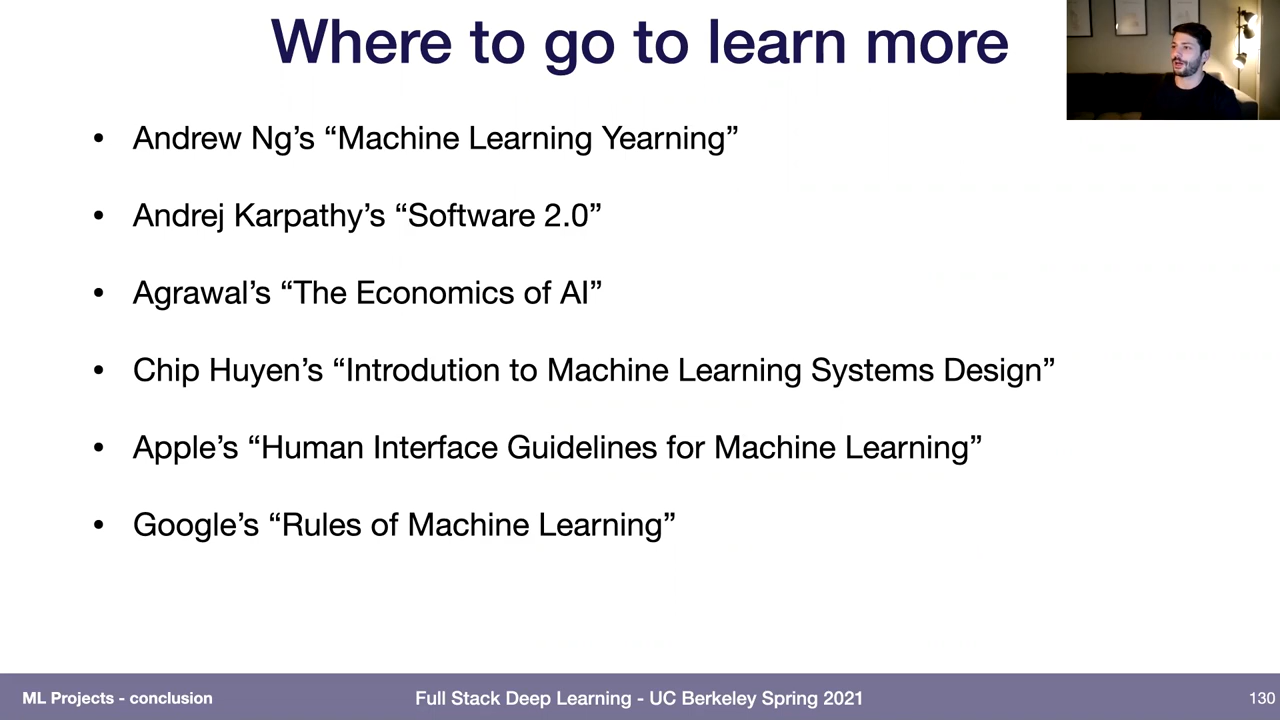 Where to go to learn more
• Andrew Ng’s “Machine Learning Yearning”
• Andrej Karpathy’s “Software 2.0”
• Agrawal’s “The Economics of AI”
• Chip Huyen’s “Introdution to Machine Learning Systems Design”
• Apple’s “Human Interface Guidelines for Machine Learning”
• Google’s “Rules of Machine Learning”
ML Projects - conclusion
Full Stack Deep Learning - UC Berkeley Spring 2021
130